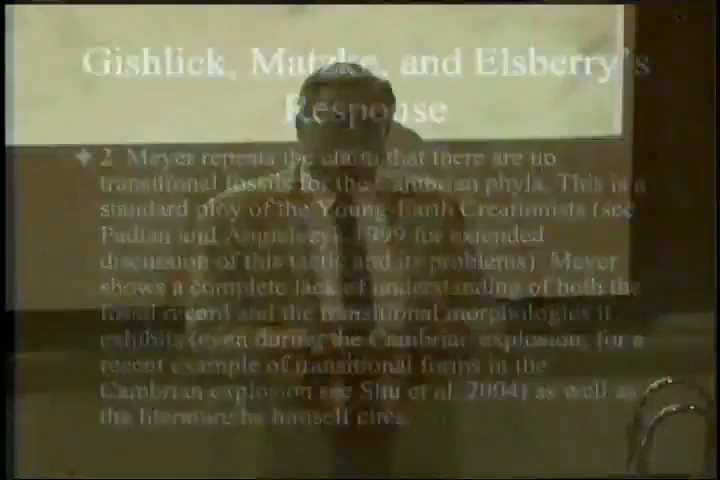 Gishlick, Matzke, and Elsberry's
Response
2. Meyer repeats the claim that there are no
transitional fossils for the Cambrian phyla. This is a
standard ploy of the Young-Earth Creationists (see
Padian and Angielczyk 1999 for extended
discussion of this tactic and its problems). Meyer
shows a complete lack of understanding of both the
fossil record and the transitional morphologies it
exhibits (even during the Cambrian explosion; for a
recent example of transitional forms in the
Cambrian explosion see Shu et al. 2004) as well as
the literature he himself cites.